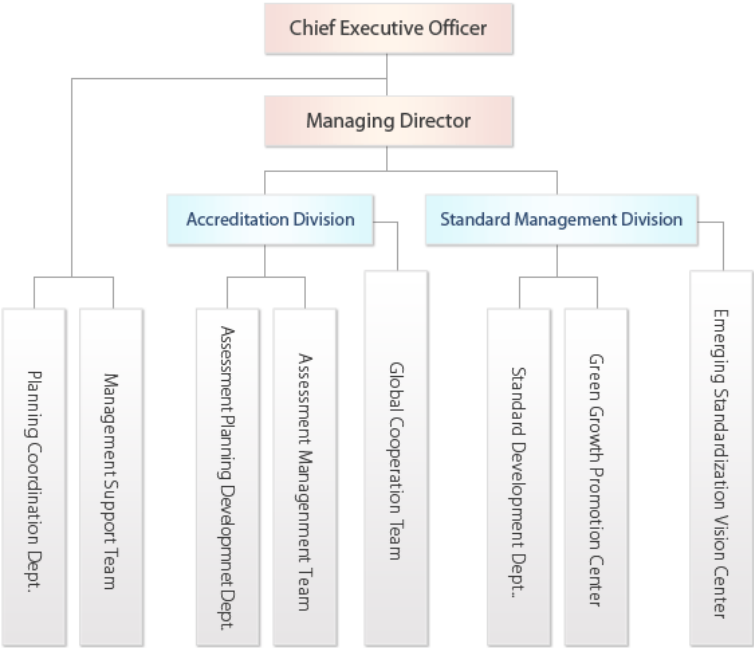 Chief Executive Officer
Managing Director
Accreditation Division
Standard Management Division
Planning Coordination Dept.
Management Support Team
Assessment Planning Developmnet Dept.
Assessment Managenment Team
Global Cooperation Team
Standard Development Dept..
Green Growth Promotion Center
Emerging Standardization Vision Center